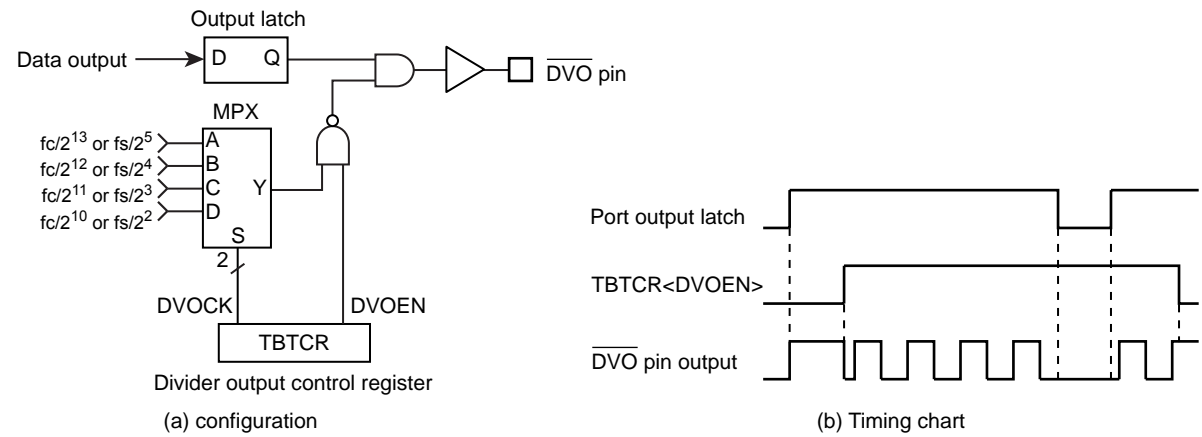 Output latch
Data output
D Q
DVO pin
MPX
fc/2^13 or fs/2^5
A
fc/2^12 or fs/2^4
B
fc/2^11 or fs/2^3
C
Y
fc/2^10 or fs/2^2
D
S
2
DVOCK
DVOEN
TBTCR
Divider output control register
(a) configuration
Port output latch
TBTCR<DVOEN>
DVO pin output
(b) Timing chart